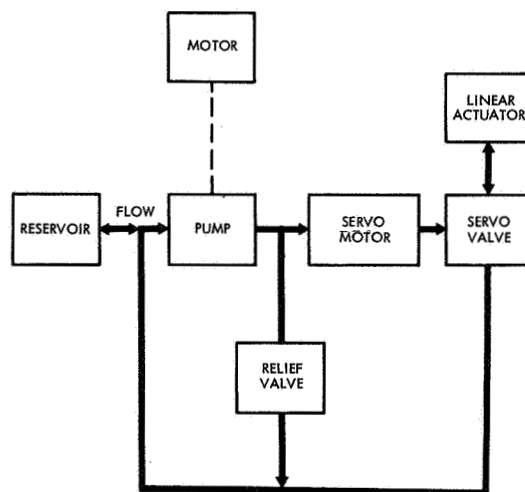 MOTOR
LINEAR
ACTUATOR
FLOW
RESERVOIR
PUMP
SERVO
MOTOR
SERVO
VALVE
RELIEF
VALVE